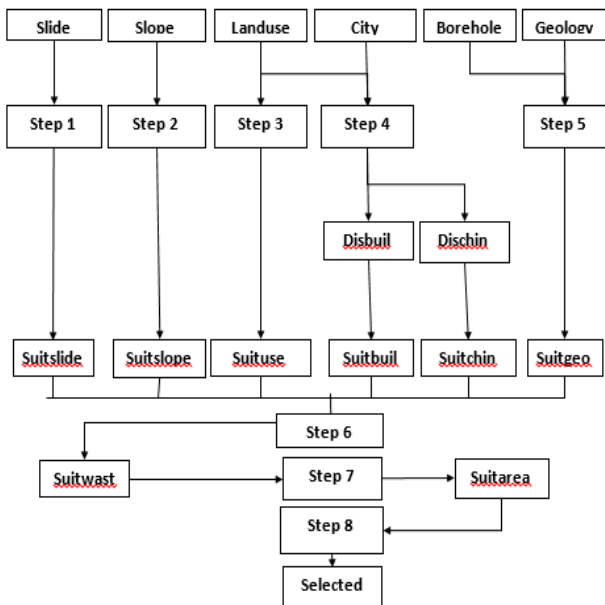 Slide
Slope
Landuse
City
Borehole
Geology
Step 1
Step 2
Step 3
Step 4
Step 5
Disbuil
Dischin
Suitslide
Suitslope
Suituse
Suitbuil
Suitchin
Suitgeo
Step 6
Suitwast
Step 7
Suitarea
Step 8
Selected